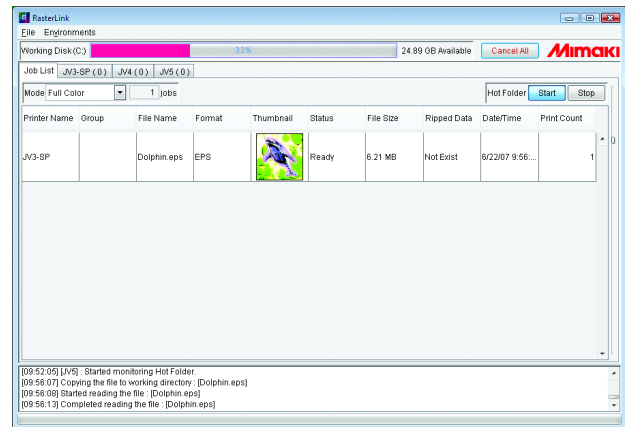 RasterLink
File Environments
Working Disk(C:) 33% 24.89 GB Available Cancel All Mimaki
Job List JV3-SP ( 0 ) JV4 ( 0 ) JV5 ( 0 )
Mode Full Color 1 jobs Hot Folder Start Stop
Printer Name Group File Name Format Thumbnail Status File Size Ripped Data Date/Time Print Count
JV3-SP Dolphin.eps EPS Ready 6.21 MB Not Exist 6/22/07 9:56:... 1
[09:52:05] [JV5] : Started monitoring Hot Folder.
[09:56:07] Copying the file to working directory : [Dolphin.eps]
[09:56:08] Started reading the file : [Dolphin.eps]
[09:56:13] Completed reading the file : [Dolphin.eps]